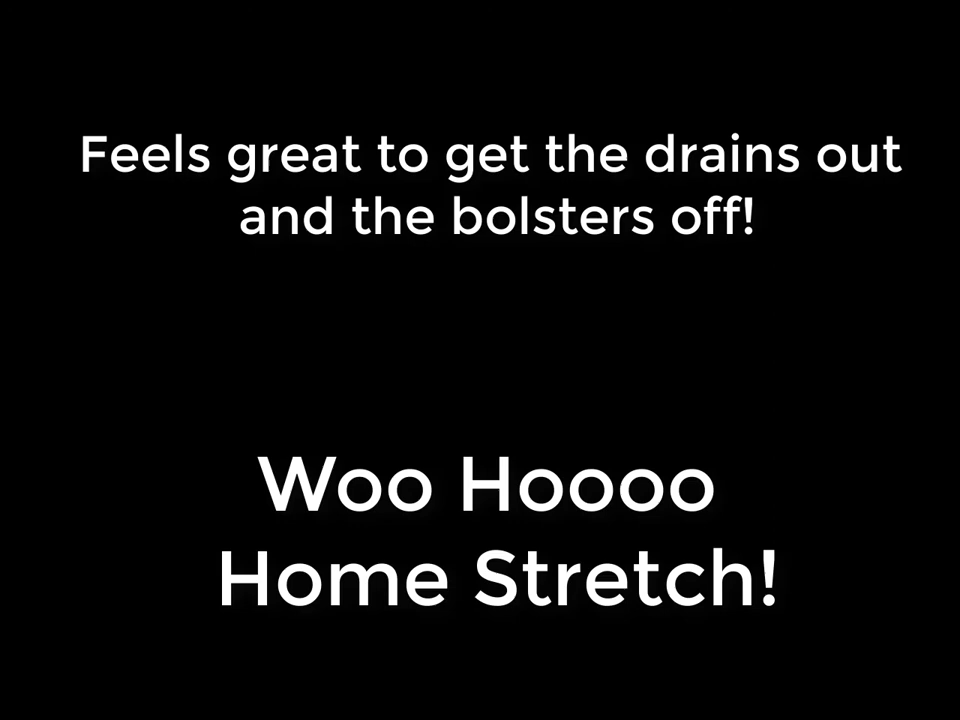 Feels great to get the drains out
and the bolsters off!
Woo Hoooo
Home Stretch!